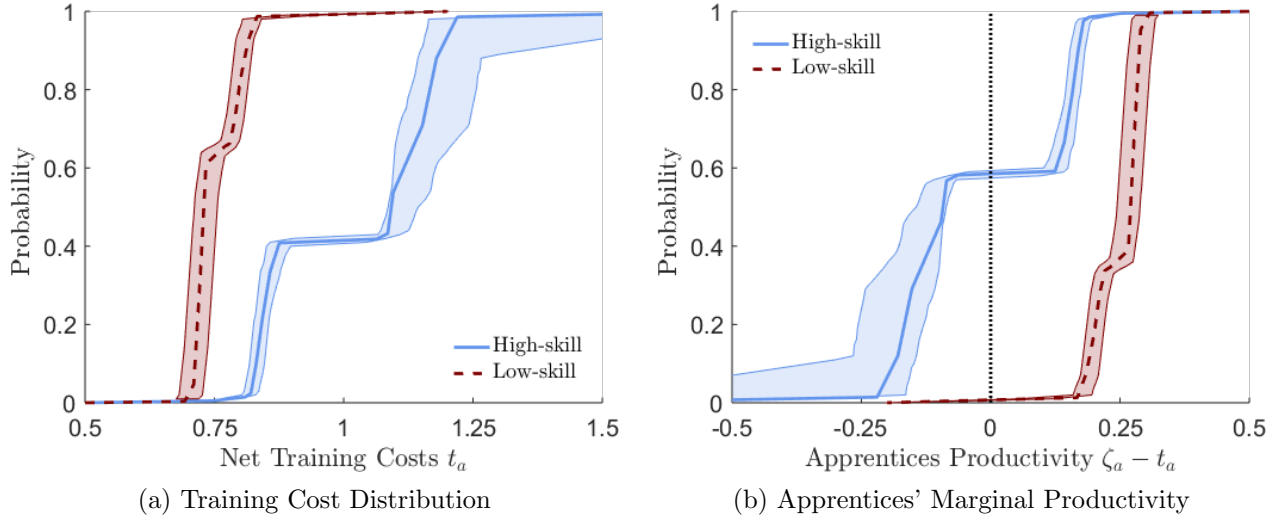 1
0.8
0.6
0.4
0.2
0
Probability
High-skill
Low-skill
0.5 0.75 1 1.25 1.5
Net Training Costs t_a
(a) Training Cost Distribution
1
0.8
0.6
0.4
0.2
0
Probability
High-skill
Low-skill
-0.5 -0.25 0 0.25 0.5
Apprentices Productivity ζ_a − t_a
(b) Apprentices' Marginal Productivity